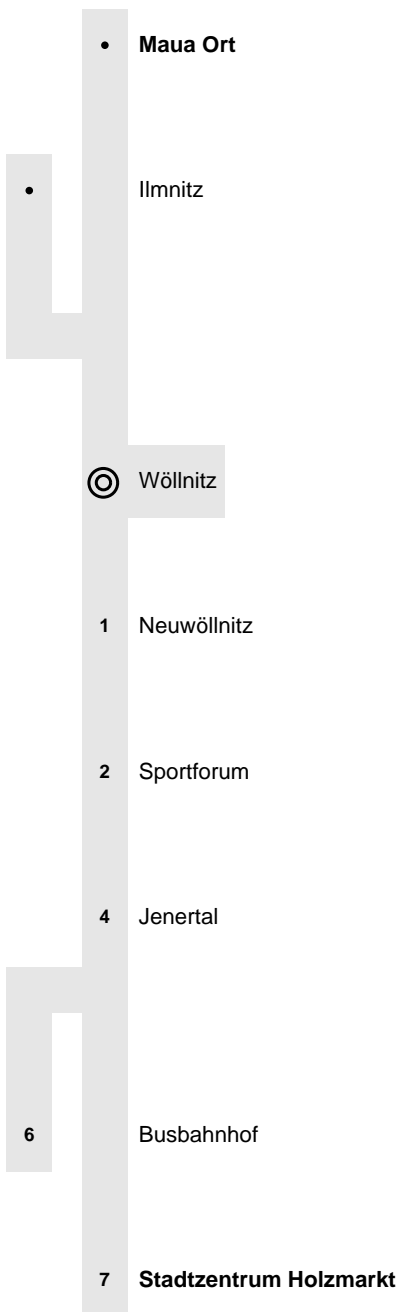 Maua Ort
Ilmnitz
Wöllnitz
1 Neuwöllnitz
2 Sportforum
4 Jenertal
6 Busbahnhof
7 Stadtzentrum Holzmarkt